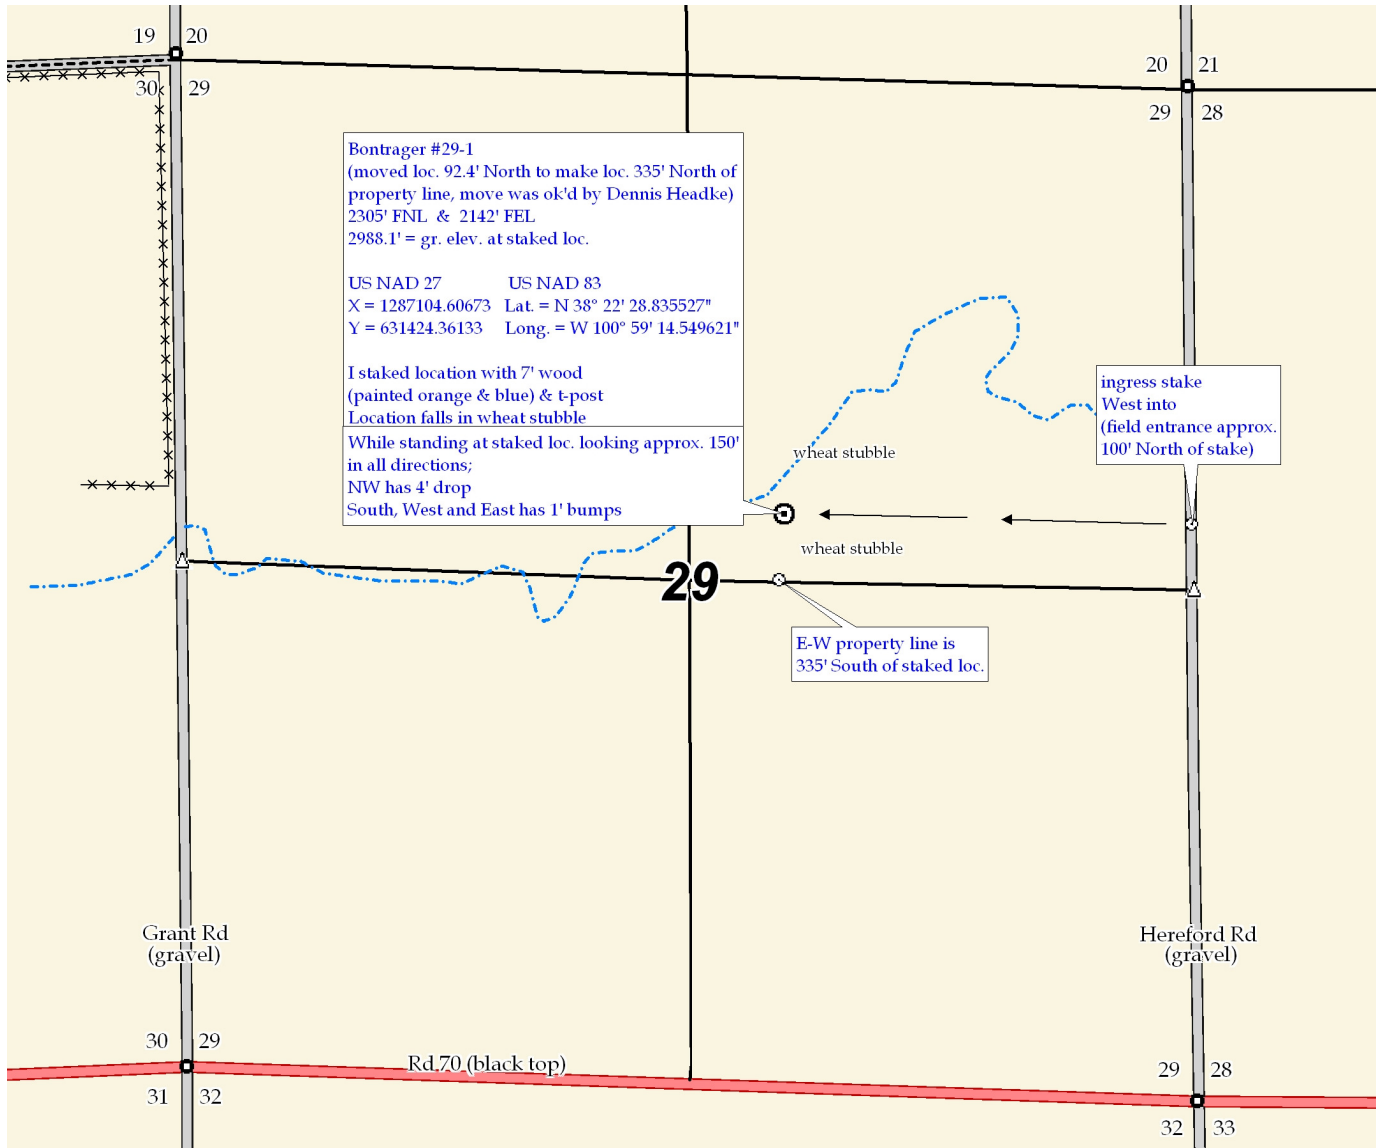 19 20
30 29
20 21
29 28
Bontrager #29-1
(moved loc. 92.4' North to make loc. 335' North of
property line, move was ok'd by Dennis Headke)
2305' FNL & 2142' FEL
2988.1' = gr. elev. at staked loc.
US NAD 27 US NAD 83
X = 1287104.60673 Lat. = N 38° 22' 28.835527"
Y = 631424.36133 Long. = W 100° 59' 14.549621"
I staked location with 7' wood
(painted orange & blue) & t-post
Location falls in wheat stubble
While standing at staked loc. looking approx. 150'
in all directions;
NW has 4' drop
South, West and East has 1' bumps
ingress stake
West into
(field entrance approx.
100' North of stake)
wheat stubble
wheat stubble
29
E-W property line is
335' South of staked loc.
Grant Rd
(gravel)
Hereford Rd
(gravel)
30 29
31 32
Rd 70 (black top)
29 28
32 33